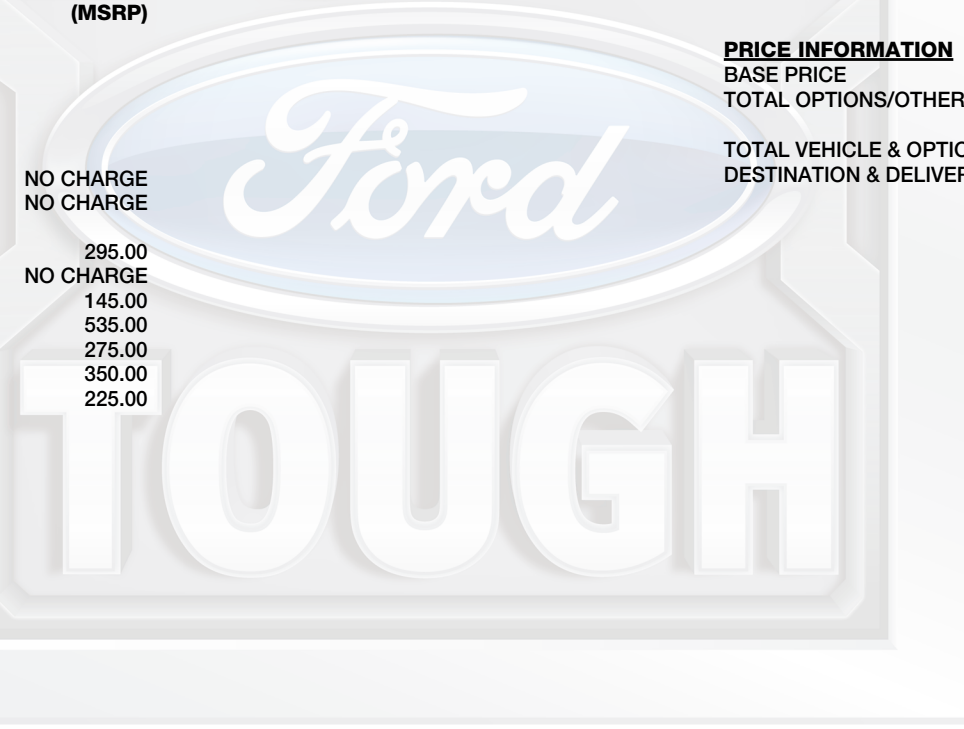 (MSRP)
NO CHARGE
NO CHARGE
295.00
NO CHARGE
145.00
535.00
275.00
350.00
225.00
PRICE INFORMATION
BASE PRICE
TOTAL OPTIONS/OTHER
TOTAL VEHICLE & OPTIO
DESTINATION & DELIVER
Ford
TOUGH